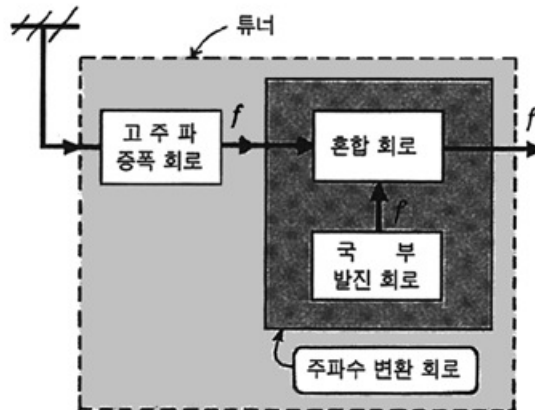 튜너
고 주 파
증폭 회로
f
혼합 회로
f
f
국 부
발진 회로
주파수 변환 회로